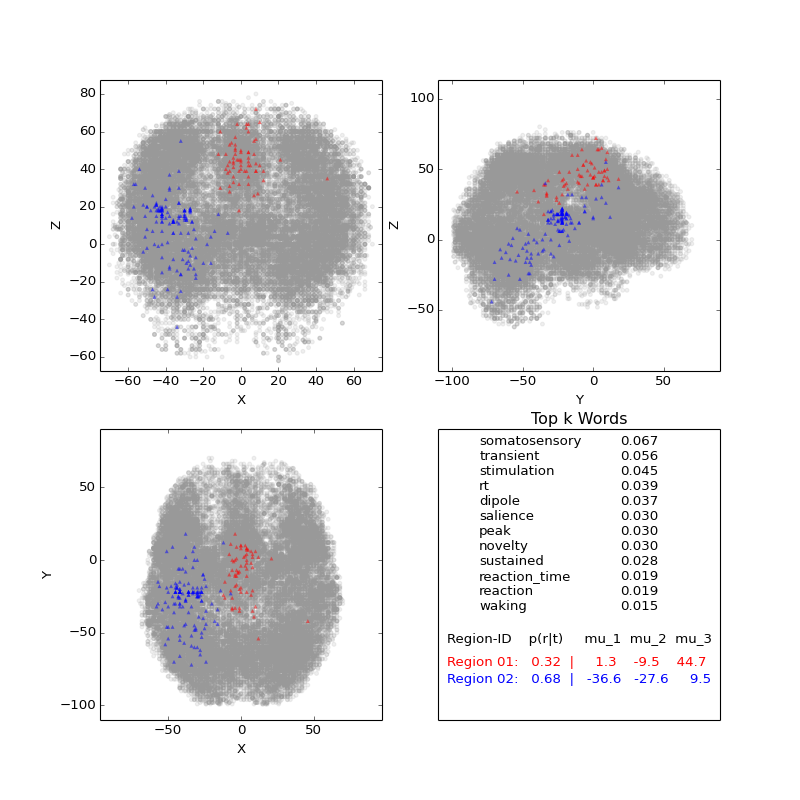 80
60
40
20
0
−20
−40
−60
Z
−60 −40 −20 0 20 40 60
X
100
50
0
−50
Z
−100 −50 0 50
Y
50
0
−50
−100
Y
−50 0 50
X
Top k Words
somatosensory 0.067
transient 0.056
stimulation 0.045
rt 0.039
dipole 0.037
salience 0.030
peak 0.030
novelty 0.030
sustained 0.028
reaction_time 0.019
reaction 0.019
waking 0.015
Region-ID p(r|t) mu_1 mu_2 mu_3
Region 01: 0.32 | 1.3 -9.5 44.7
Region 02: 0.68 | -36.6 -27.6 9.5